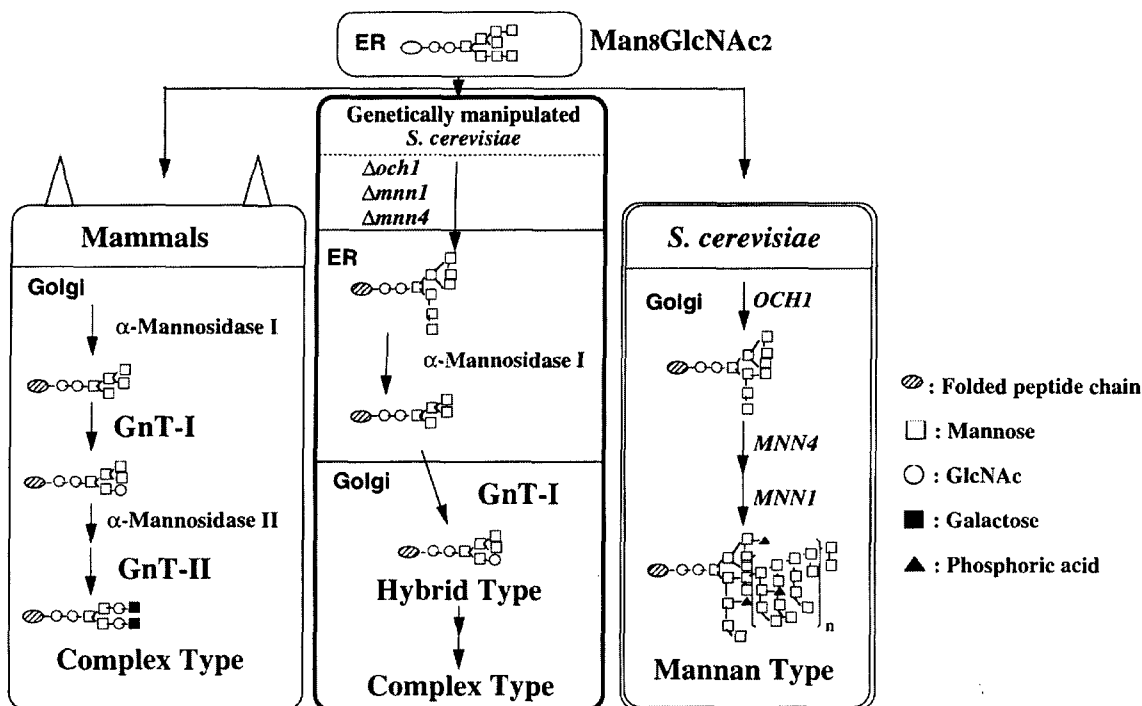 ER
Man8GlcNAc2
Genetically manipulated
S. cerevisiae
Δoch1
Δmnn1
Δmnn4
ER
α-Mannosidase I
Golgi
GnT-I
Hybrid Type
Complex Type
Mammals
Golgi
α-Mannosidase I
GnT-I
α-Mannosidase II
GnT-II
Complex Type
S. cerevisiae
Golgi
OCH1
MNN4
MNN1
n
Mannan Type
: Folded peptide chain
: Mannose
: GlcNAc
: Galactose
: Phosphoric acid